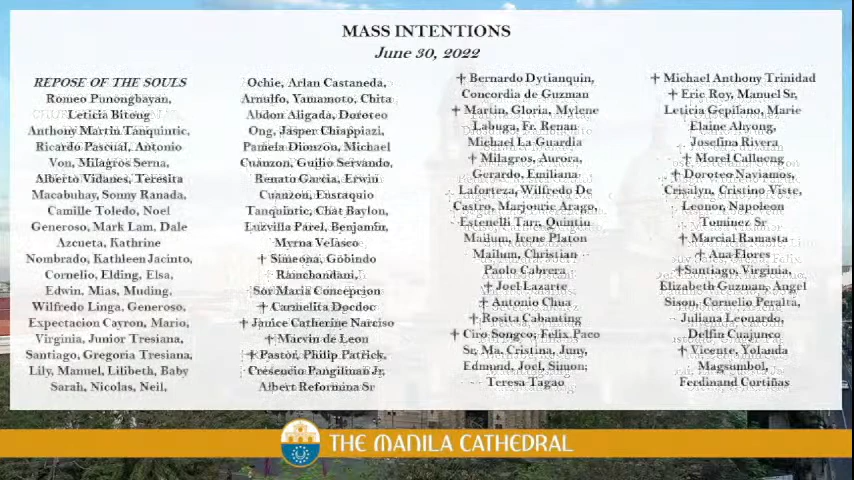 MASS INTENTIONS
June 30, 2022
REPOSE OF THE SOULS
Romeo Punongbayan,
Leticia Biteng
Anthony Martin Tanquintic,
Ricardo Pascual, Antonio
Von, Milagros Serna,
Alberto Vidanes, Teresita
Macabuhay, Sonny Ranada,
Camille Toledo, Noel
Generoso, Mark Lam, Dale
Azcueta, Kathrine
Nombrado, Kathleen Jacinto,
Cornelio, Elding, Elsa,
Edwin, Mias, Muding,
Wilfredo Linga, Generoso,
Expectacion Cayron, Mario,
Virginia, Junior Tresiana,
Santiago, Gregoria Tresiana,
Lily, Manuel, Lilibeth, Baby
Sarah, Nicolas, Neil,
Ochie, Arlan Castaneda,
Arnulfo, Yamamoto, Chita
Abdon Aligada, Doroteo
Ong, Jasper Chiappiazi,
Pamela Dionzon, Michael
Cuanzon, Guilio Servando,
Renato Garcia, Erwin
Cuanzon, Eustaquio
Tanquintic, Chat Baylon,
Luzvilla Parel, Benjamin,
Myrna Velasco
✝ Simeona, Gobindo
Ramchandani,
Sor Maria Concepcion
✝ Carmelita Docdoc
✝ Janice Catherine Narciso
✝ Marvin de Leon
✝ Pastor, Philip Patrick,
Cresencio Pangilinan Jr,
Albert Reformina Sr
✝ Bernardo Dytianquin,
Concordia de Guzman
✝ Martin, Gloria, Mylene
Labuga, Fr. Renan
Michael La Guardia
✝ Milagros, Aurora,
Gerardo, Emiliana
Laforteza, Wilfredo De
Castro, Marjourie Arago,
Estenelli Tarr, Quintin
Mailum, Irene Platon
Mailum, Christian
Paolo Cabrera
✝ Joel Lazarte
✝ Antonio Chua
✝ Rosita Cabanting
✝ Ciro Songco, Felix Paco
Sr, Ma. Cristina, Juny,
Edmund, Joel, Simon;
Teresa Tagao
✝ Michael Anthony Trinidad
✝ Eric Roy, Manuel Sr,
Leticia Gepilano, Marie
Elaine Ahyong,
Josefina Rivera
✝ Morel Callueng
✝ Doroteo Naviamos,
Crisalyn, Cristino Viste,
Leonor, Napoleon
Tominez Sr
✝ Marcial Ramasta
✝ Ana Flores
✝Santiago, Virginia,
Elizabeth Guzman, Angel
Sison, Cornelio Peralta,
Juliana Leonardo,
Delfin Cuajunco
✝ Vicente, Yolanda
Magsumbol,
Ferdinand Cortiñas
THE MANILA CATHEDRAL